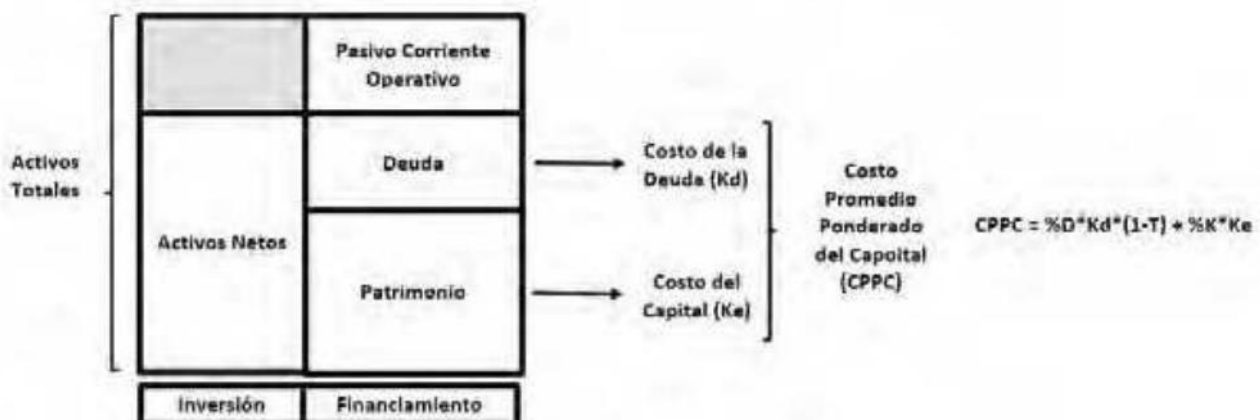 Activos
Totales
Pasivo Corriente
Operativo
Activos Netos
Deuda
Patrimonio
Inversión
Financiamiento
Costo de la
Deuda (Kd)
Costo del
Capital (Ke)
Costo
Promedio
Ponderado
del Capoital
(CPPC)
CPPC = %D*Kd*(1-T) + %K*Ke